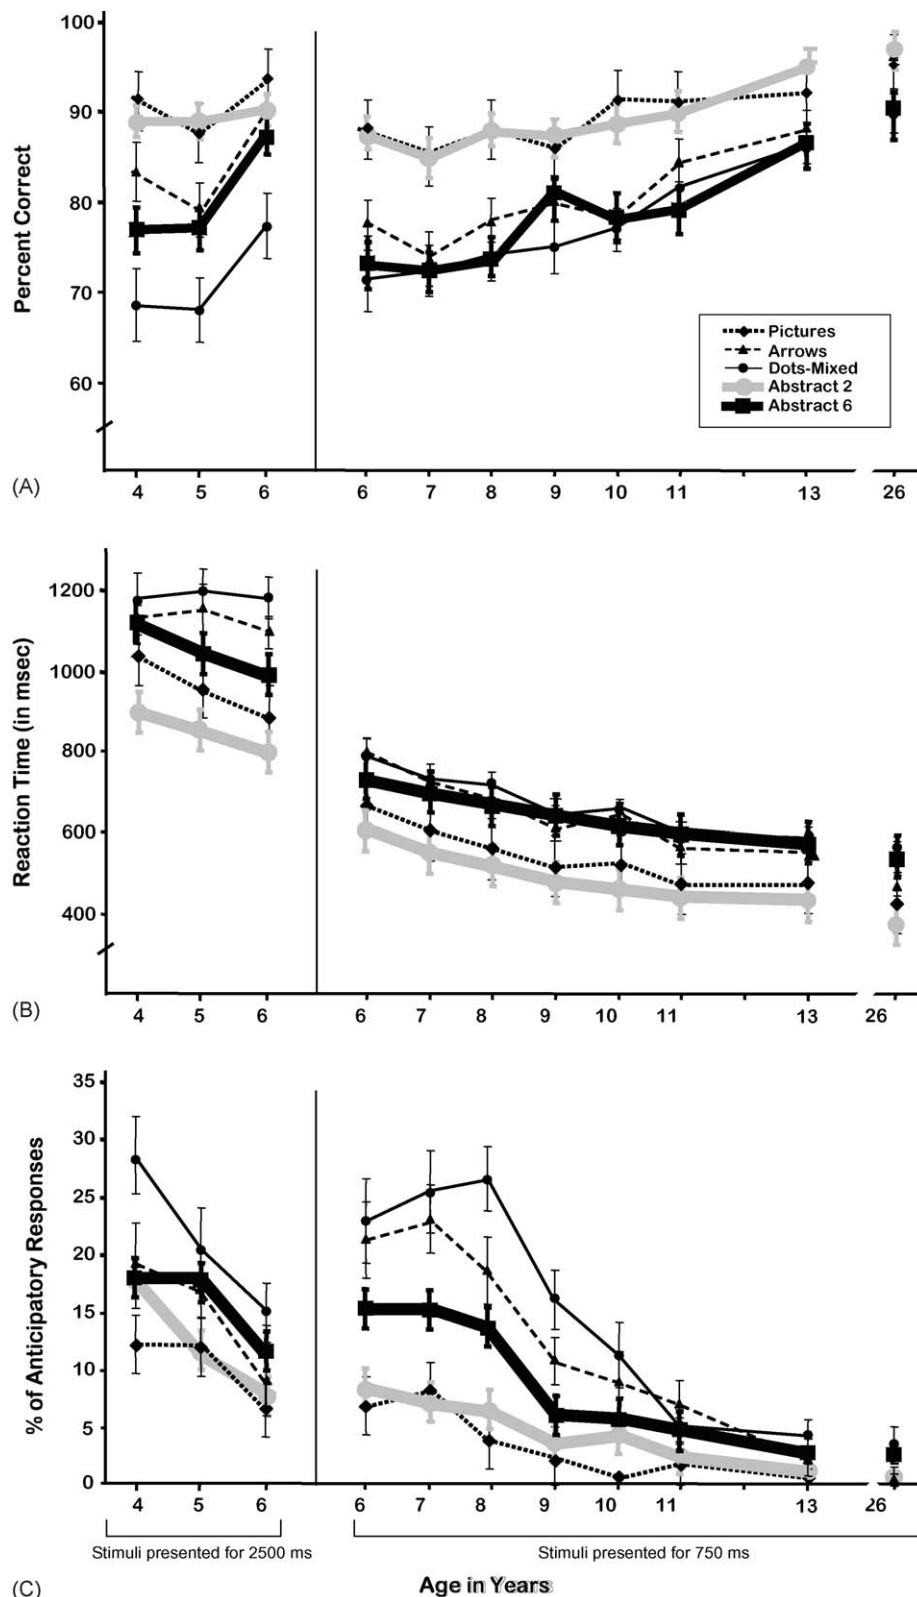 100
90
80
70
60
Percent Correct
Pictures
Arrows
Dots-Mixed
Abstract 2
Abstract 6
(A)
4 5 6 6 7 8 9 10 11 13 26
1200
1000
800
600
400
Reaction Time (in msec)
(B)
4 5 6 6 7 8 9 10 11 13 26
35
30
25
20
15
10
5
0
% of Anticipatory Responses
4 5 6 6 7 8 9 10 11 13 26
Stimuli presented for 2500 ms Stimuli presented for 750 ms
(C)
Age in Years